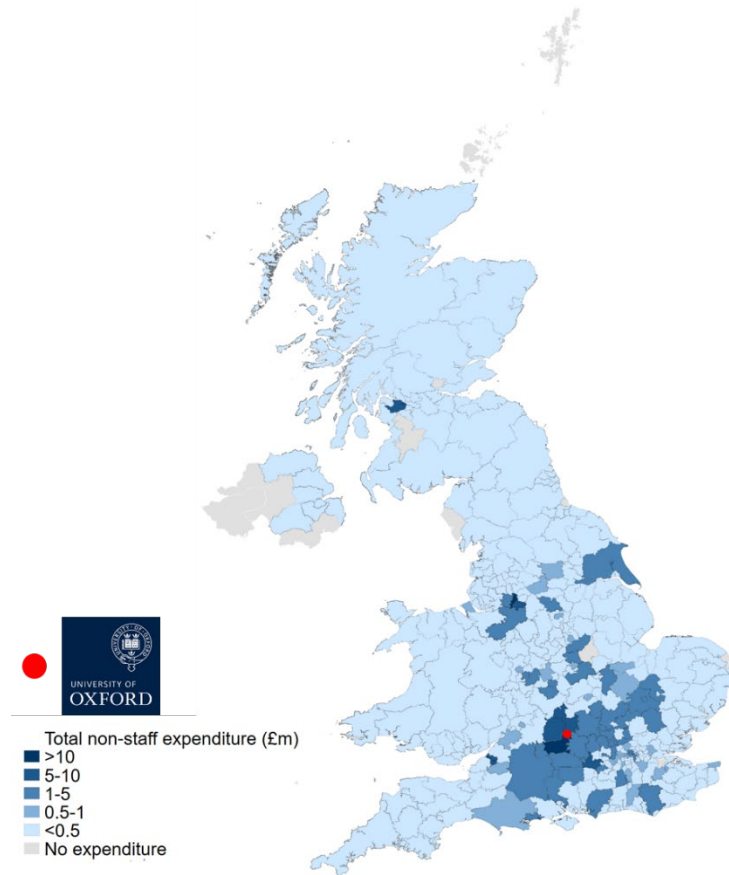 UNIVERSITY OF
OXFORD
Total non-staff expenditure (£m)
>10
5-10
1-5
0.5-1
<0.5
No expenditure